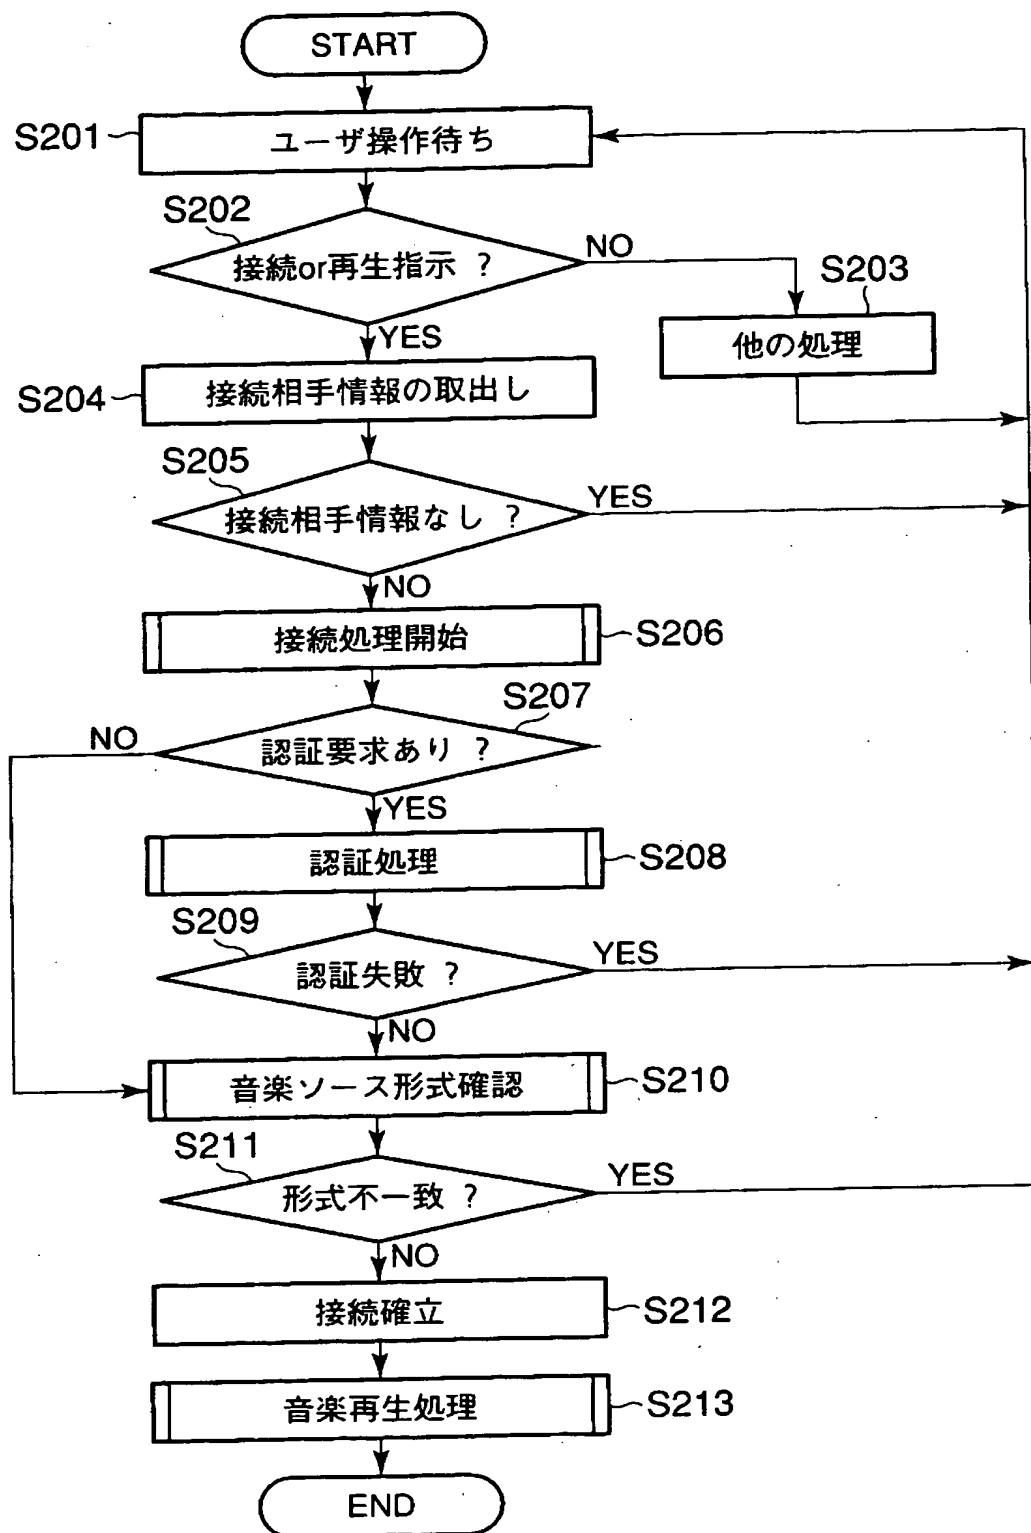 START
S201
ユーザ操作待ち
S202
接続or再生指示 ?
NO
S203
他の処理
YES
S204
接続相手情報の取出し
S205
接続相手情報なし ?
YES
NO
接続処理開始
S206
S207
認証要求あり ?
NO
YES
認証処理
S208
S209
認証失敗 ?
YES
NO
音楽ソース形式確認
S210
S211
形式不一致 ?
YES
NO
接続確立
S212
音楽再生処理
S213
END